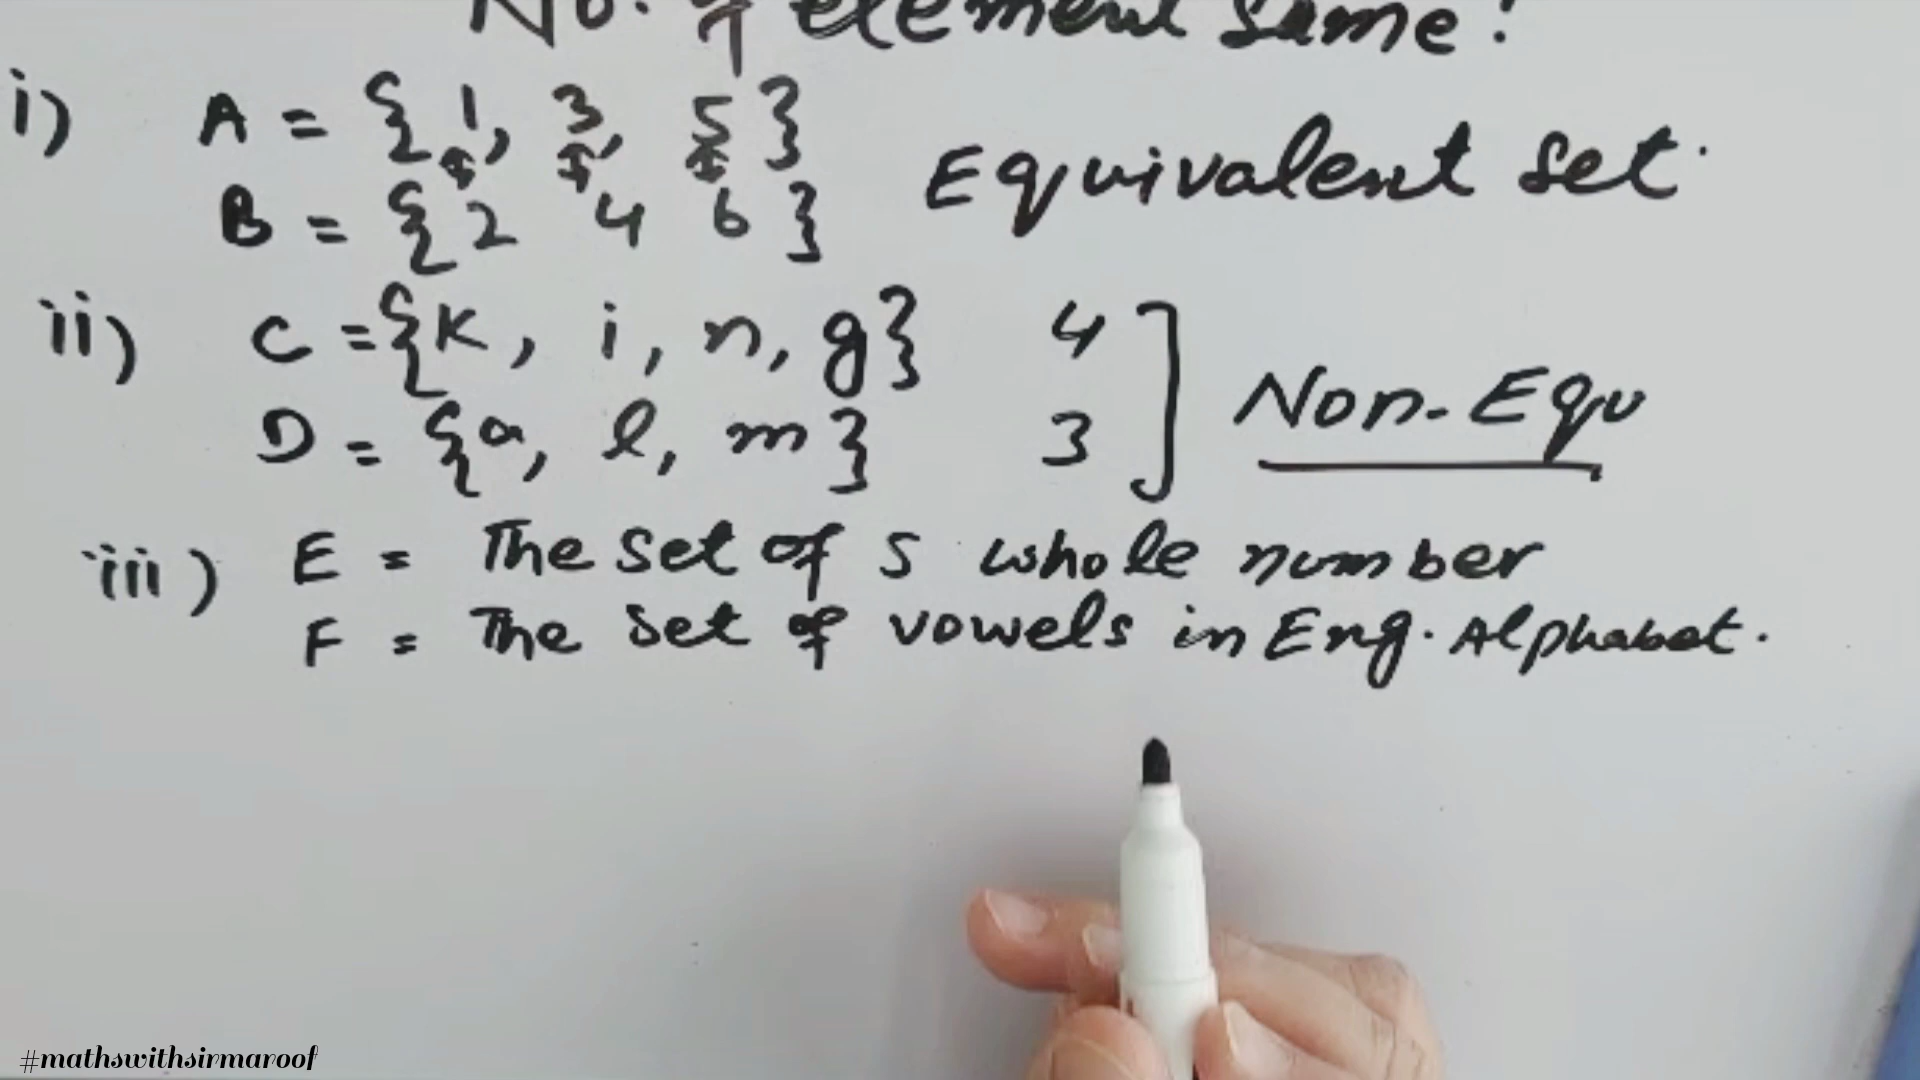 No. of element same!
i) A = {1, 3, 5}
B = {2 4 6} Equivalent set.
ii) C = {K, i, n, g} 4
D = {a, l, m} 3 Non-Equ
iii) E = The set of 5 whole number
F = The set of vowels in Eng. Alphabet.
#mathswithsirmaroof